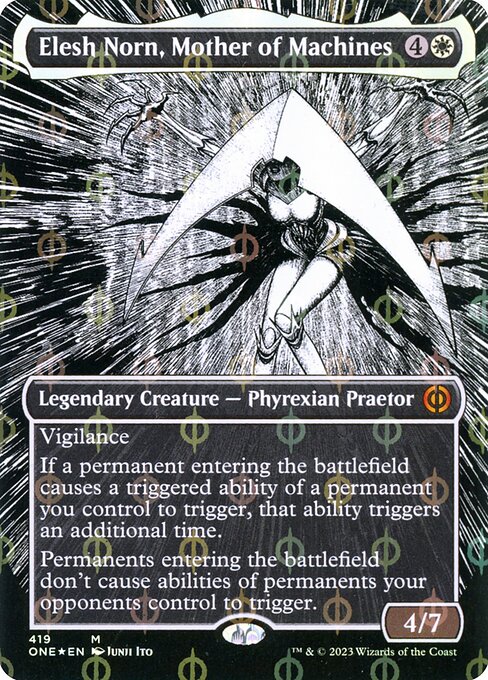 Elesh Norn, Mother of Machines 4
Legendary Creature — Phyrexian Praetor
Vigilance
If a permanent entering the battlefield
causes a triggered ability of a permanent
you control to trigger, that ability triggers
an additional time.
Permanents entering the battlefield
don't cause abilities of permanents your
opponents control to trigger.
4/7
419 M
ONE★EN Junji Ito
™ & © 2023 Wizards of the Coast